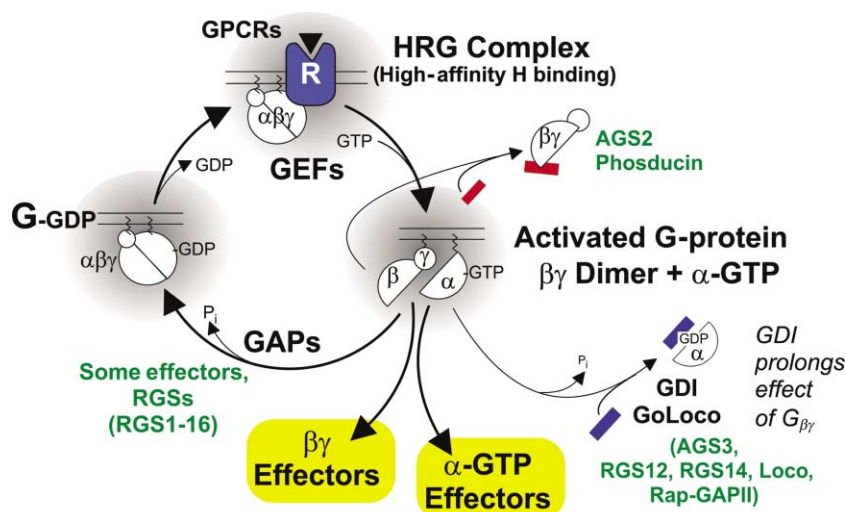 GPCRs
R
HRG Complex
(High-affinity H binding)
αβγ
GTP
GDP
GEFs
βγ
AGS2
Phosducin
G-GDP
αβγ
-GDP
β
γ
α
-GTP
Activated G-protein
βγ Dimer + α-GTP
Pi
GAPs
Some effectors,
RGSs
(RGS1-16)
Pi
GDP
α
GDI
GoLoco
GDI
prolongs
effect
of Gβγ
(AGS3,
RGS12, RGS14, Loco,
Rap-GAPII)
βγ
Effectors
α-GTP
Effectors